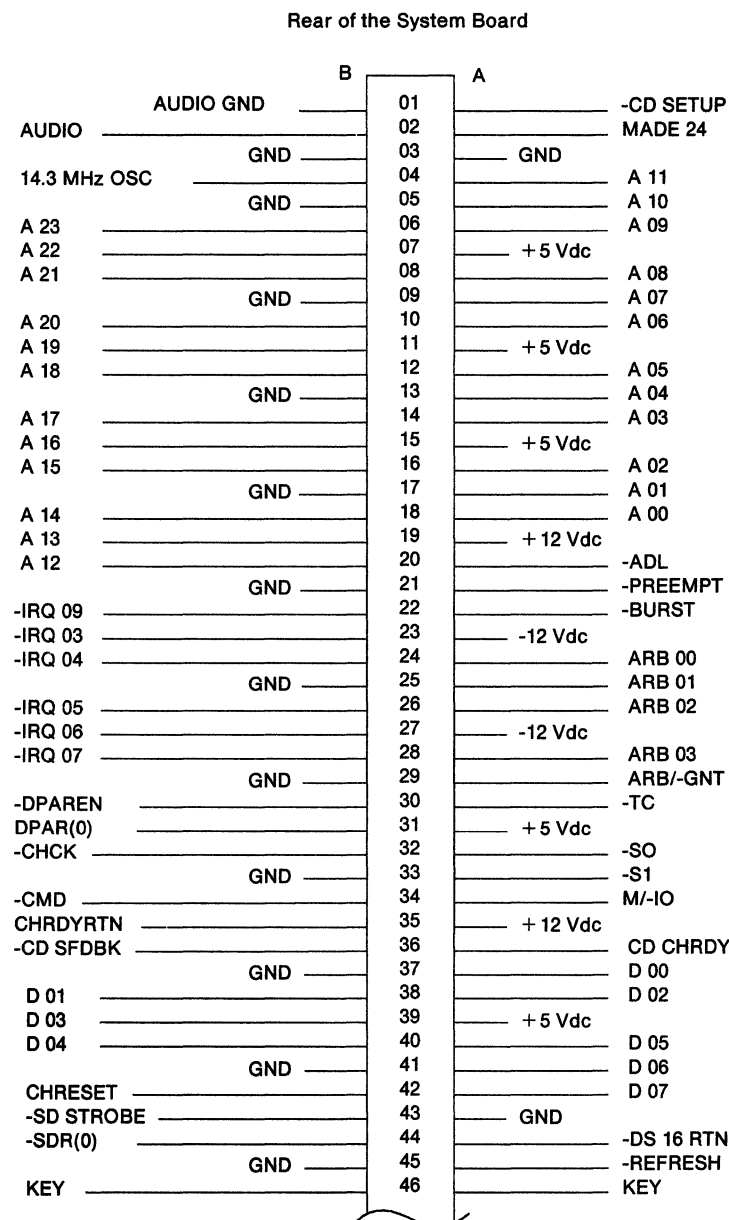 Rear of the System Board
B A
AUDIO GND 01 -CD SETUP
AUDIO 02 MADE 24
GND 03 GND
14.3 MHz OSC 04 A 11
GND 05 A 10
A 23 06 A 09
A 22 07 +5 Vdc
A 21 08 A 08
GND 09 A 07
A 20 10 A 06
A 19 11 +5 Vdc
A 18 12 A 05
GND 13 A 04
A 17 14 A 03
A 16 15 +5 Vdc
A 15 16 A 02
GND 17 A 01
A 14 18 A 00
A 13 19 +12 Vdc
A 12 20 -ADL
GND 21 -PREEMPT
-IRQ 09 22 -BURST
-IRQ 03 23 -12 Vdc
-IRQ 04 24 ARB 00
GND 25 ARB 01
-IRQ 05 26 ARB 02
-IRQ 06 27 -12 Vdc
-IRQ 07 28 ARB 03
GND 29 ARB/-GNT
-DPAREN 30 -TC
DPAR(0) 31 +5 Vdc
-CHCK 32 -SO
GND 33 -S1
-CMD 34 M/-IO
CHRDYRTN 35 +12 Vdc
-CD SFDBK 36 CD CHRDY
GND 37 D 00
D 01 38 D 02
D 03 39 +5 Vdc
D 04 40 D 05
GND 41 D 06
CHRESET 42 D 07
-SD STROBE 43 GND
-SDR(0) 44 -DS 16 RTN
GND 45 -REFRESH
KEY 46 KEY